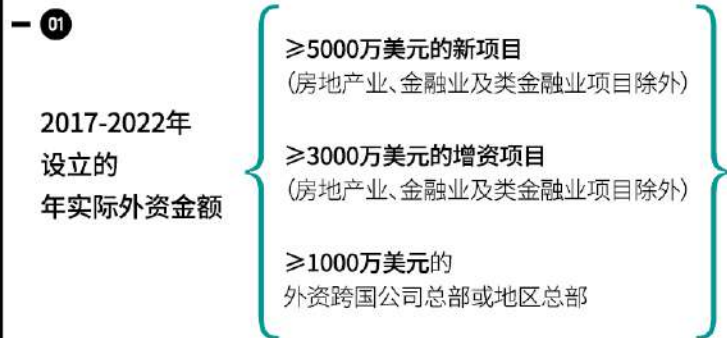 01
2017-2022年
设立的
年实际外资金额
≥5000万美元的新项目
（房地产业、金融业及类金融业项目除外）
≥3000万美元的增资项目
（房地产业、金融业及类金融业项目除外）
≥1000万美元的
外资跨国公司总部或地区总部